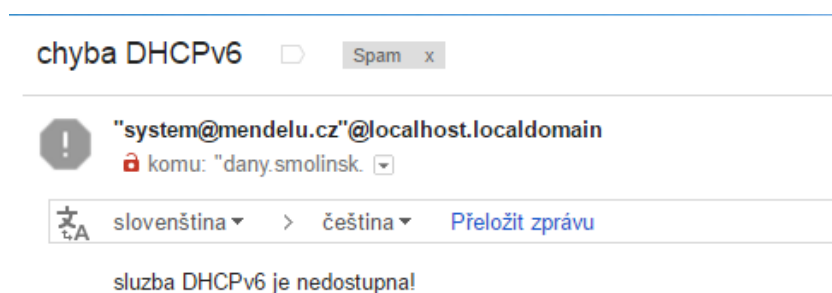 chyba DHCPv6 Spam x
"system@mendelu.cz"@localhost.localdomain
komu: "dany.smolinsk.
slovenština > čeština Přeložit zprávu
sluzba DHCPv6 je nedostupna!